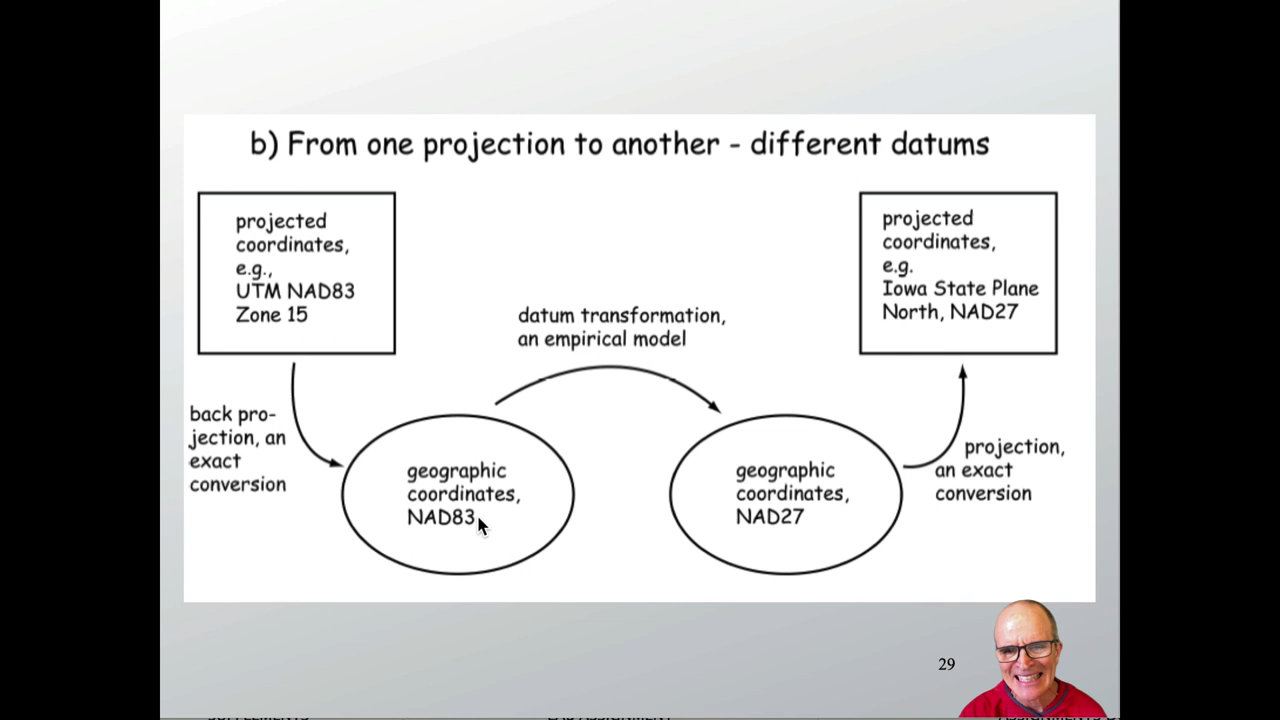 b) From one projection to another - different datums
projected
coordinates,
e.g.,
UTM NAD83
Zone 15
projected
coordinates,
e.g.
Iowa State Plane
North, NAD27
datum transformation,
an empirical model
back pro-
jection, an
exact
conversion
geographic
coordinates,
NAD83
geographic
coordinates,
NAD27
projection,
an exact
conversion
29